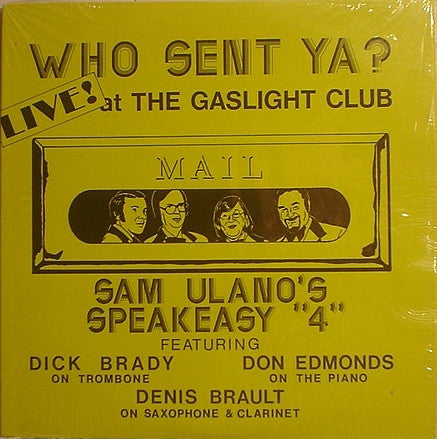 WHO SENT YA?
LIVE!
at THE GASLIGHT CLUB
MAIL
SAM ULANO'S
SPEAKEASY "4"
FEATURING
DICK BRADY DON EDMONDS
ON TROMBONE ON THE PIANO
DENIS BRAULT
ON SAXOPHONE & CLARINET